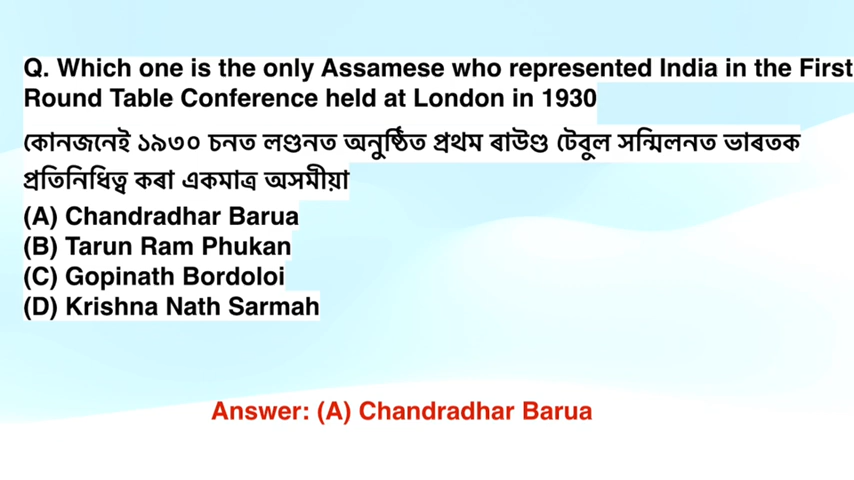 Q. Which one is the only Assamese who represented India in the First
Round Table Conference held at London in 1930
কোনজনেই ১৯৩০ চনত লণ্ডনত অনুষ্ঠিত প্ৰথম ৰাউণ্ড টেবুল সন্মিলনত ভাৰতক
প্ৰতিনিধিত্ব কৰা একমাত্ৰ অসমীয়া
(A) Chandradhar Barua
(B) Tarun Ram Phukan
(C) Gopinath Bordoloi
(D) Krishna Nath Sarmah
Answer: (A) Chandradhar Barua